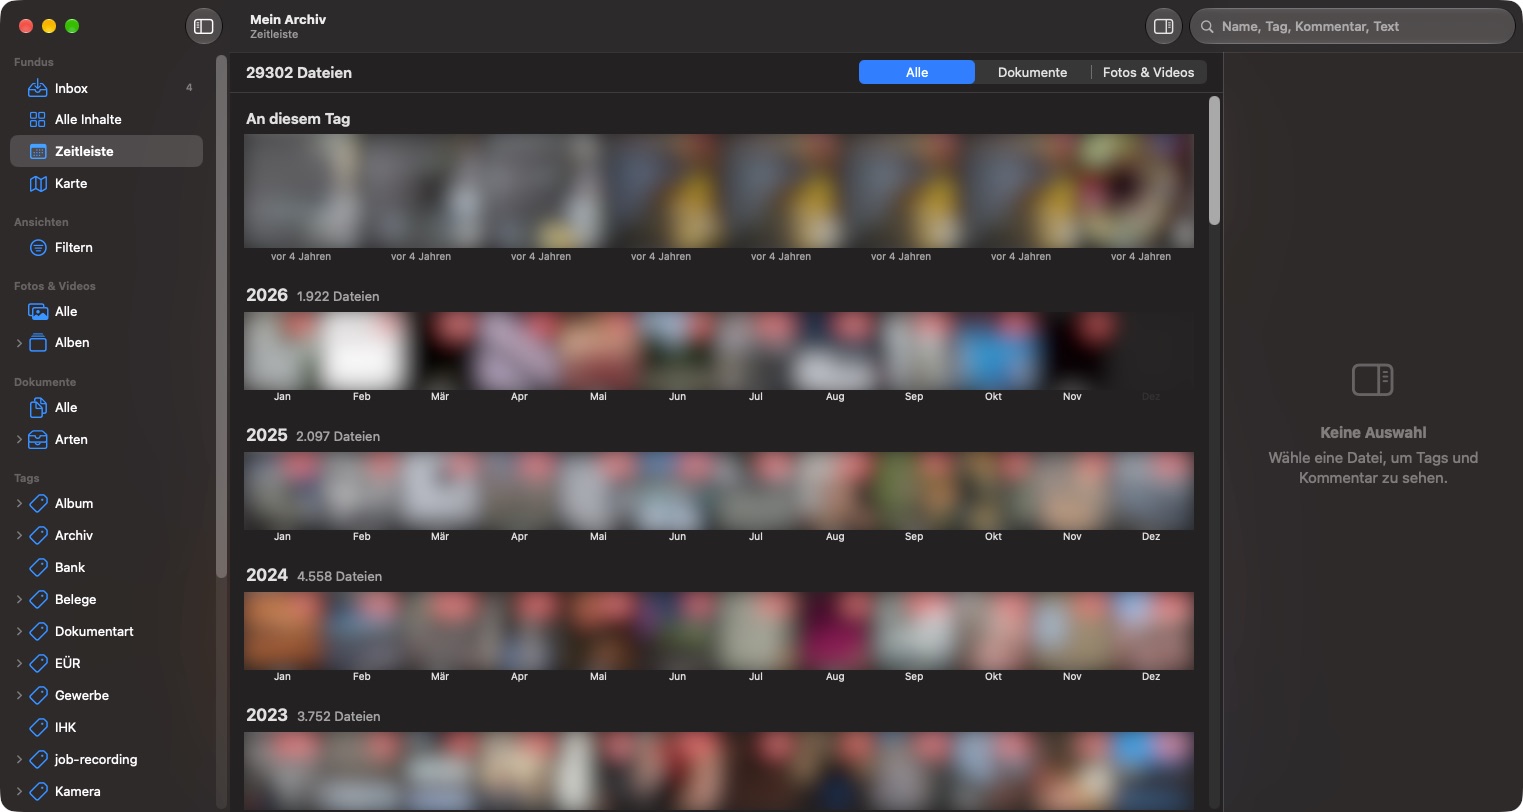 Mein Archiv
Zeitleiste
Name, Tag, Kommentar, Text
Fundus
Inbox 4
Alle Inhalte
Zeitleiste
Karte
Ansichten
Filtern
Fotos & Videos
Alle
Alben
Dokumente
Alle
Arten
Tags
Album
Archiv
Bank
Belege
Dokumentart
EÜR
Gewerbe
IHK
job-recording
Kamera
29302 Dateien
Alle Dokumente Fotos & Videos
An diesem Tag
vor 4 Jahren vor 4 Jahren vor 4 Jahren vor 4 Jahren vor 4 Jahren vor 4 Jahren vor 4 Jahren vor 4 Jahren
2026 1.922 Dateien
Jan Feb Mär Apr Mai Jun Jul Aug Sep Okt Nov Dez
2025 2.097 Dateien
Jan Feb Mär Apr Mai Jun Jul Aug Sep Okt Nov Dez
2024 4.558 Dateien
Jan Feb Mär Apr Mai Jun Jul Aug Sep Okt Nov Dez
2023 3.752 Dateien
Keine Auswahl
Wähle eine Datei, um Tags und
Kommentar zu sehen.